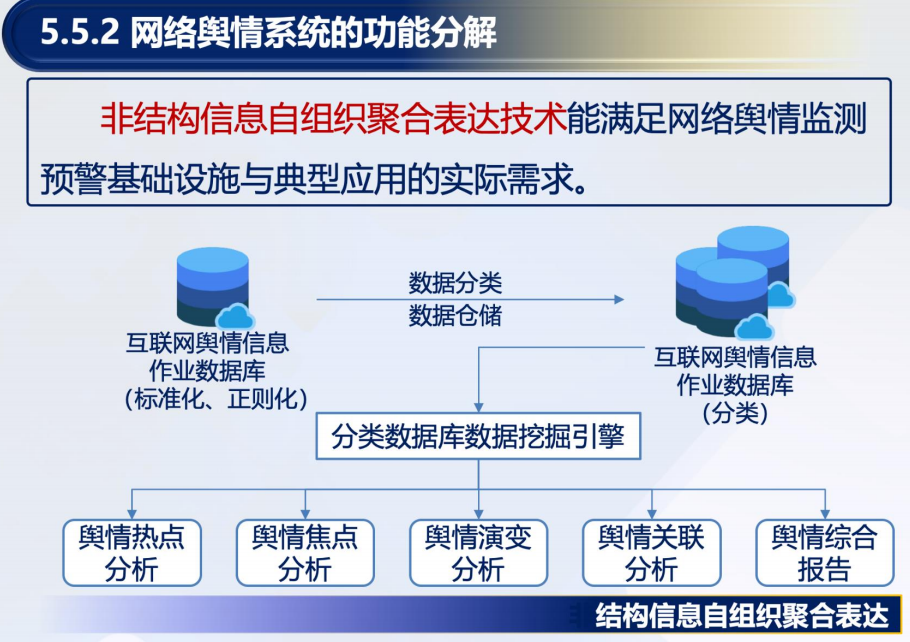 5.5.2 网络舆情系统的功能分解
非结构信息自组织聚合表达技术能满足网络舆情监测
预警基础设施与典型应用的实际需求。
数据分类
数据仓储
互联网舆情信息
作业数据库
（标准化、正则化）
互联网舆情信息
作业数据库
（分类）
分类数据库数据挖掘引擎
舆情热点
分析
舆情焦点
分析
舆情演变
分析
舆情关联
分析
舆情综合
报告
结构信息自组织聚合表达